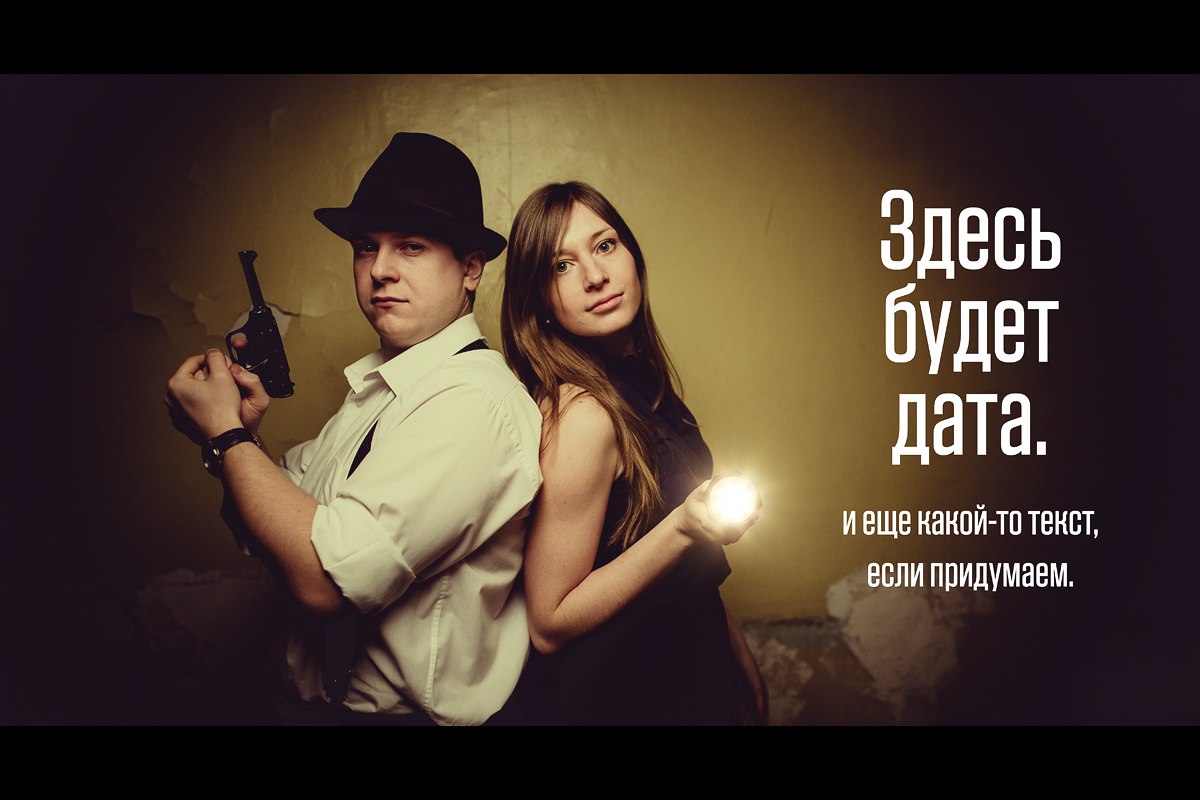 Здесь
будет
дата.
и еще какой-то текст,
если придумаем.